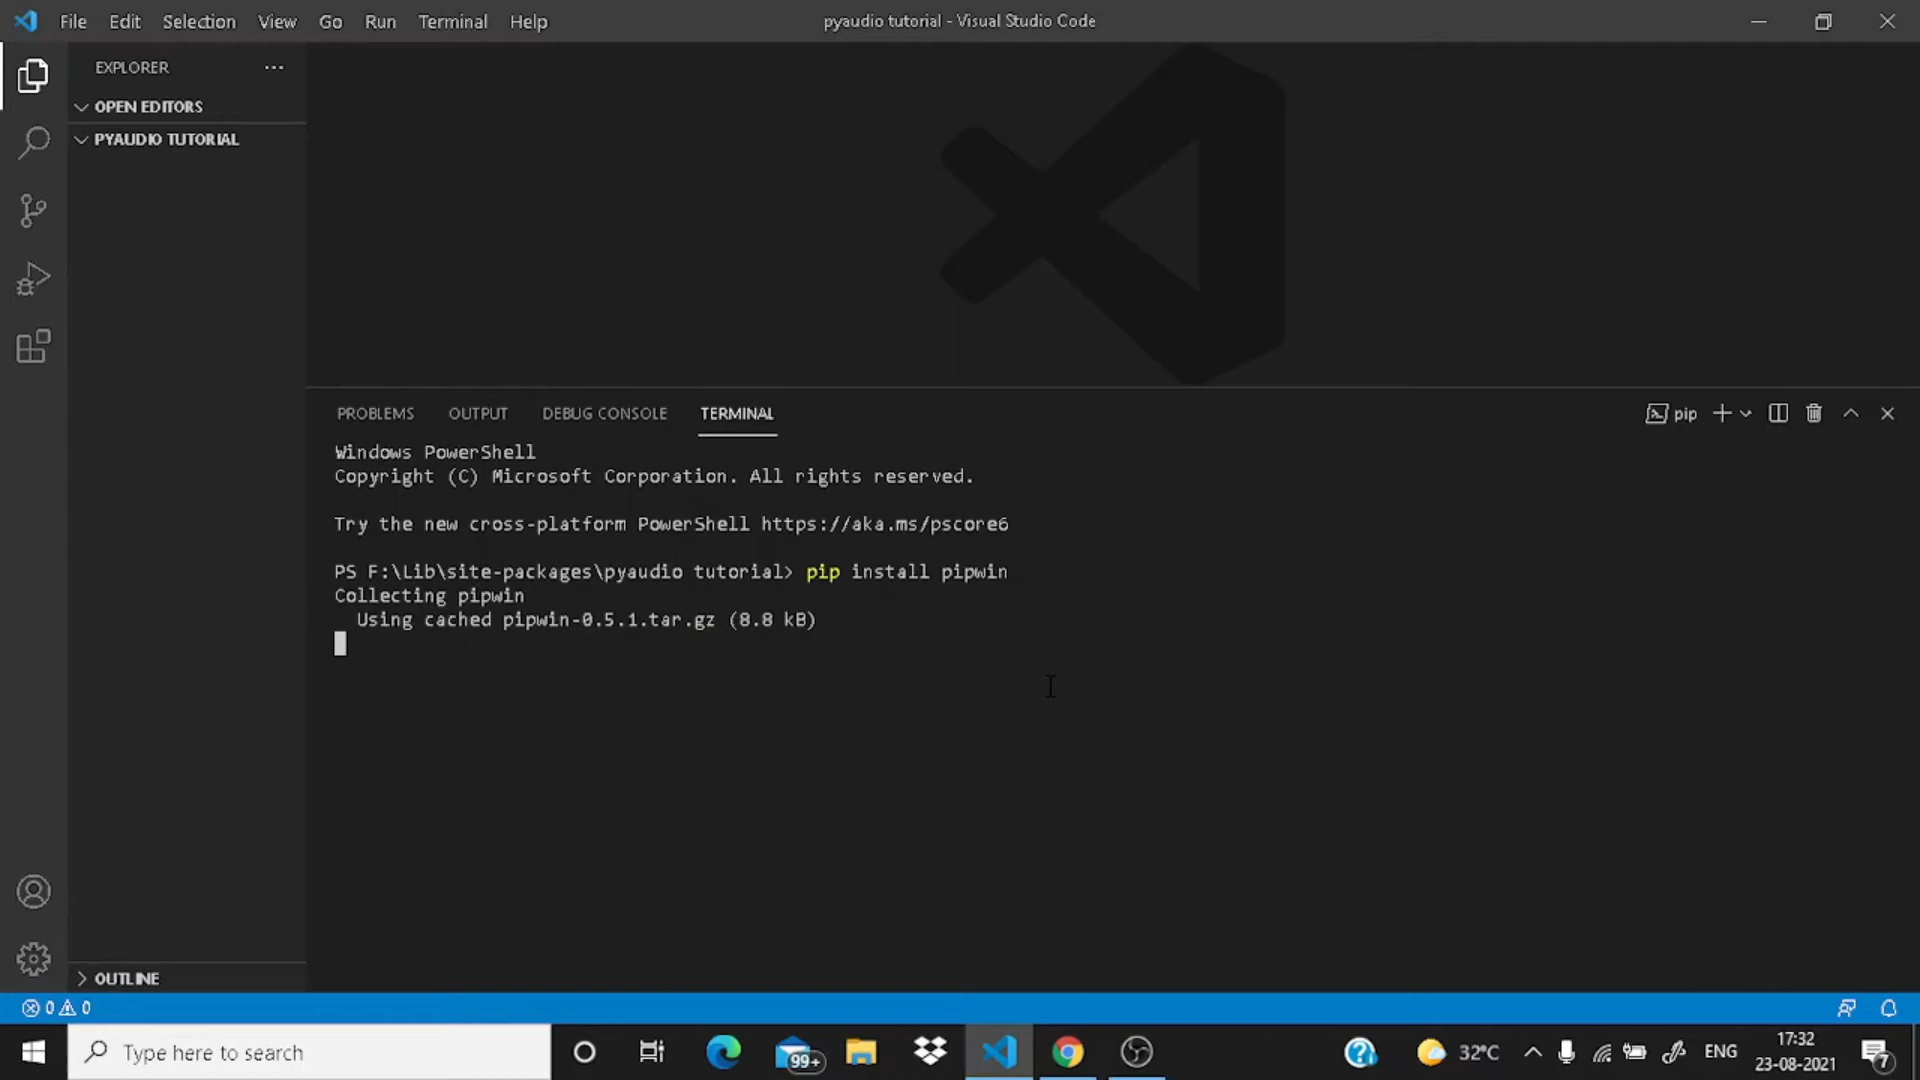 File Edit Selection View Go Run Terminal Help
pyaudio tutorial - Visual Studio Code
EXPLORER
OPEN EDITORS
PYAUDIO TUTORIAL
PROBLEMS OUTPUT DEBUG CONSOLE TERMINAL
pip
Windows PowerShell
Copyright (C) Microsoft Corporation. All rights reserved.
Try the new cross-platform PowerShell https://aka.ms/pscore6
PS F:\Lib\site-packages\pyaudio tutorial> pip install pipwin
Collecting pipwin
Using cached pipwin-0.5.1.tar.gz (8.8 kB)
OUTLINE
0 0
Type here to search
99+
32°C
ENG
17:32
23-08-2021
7